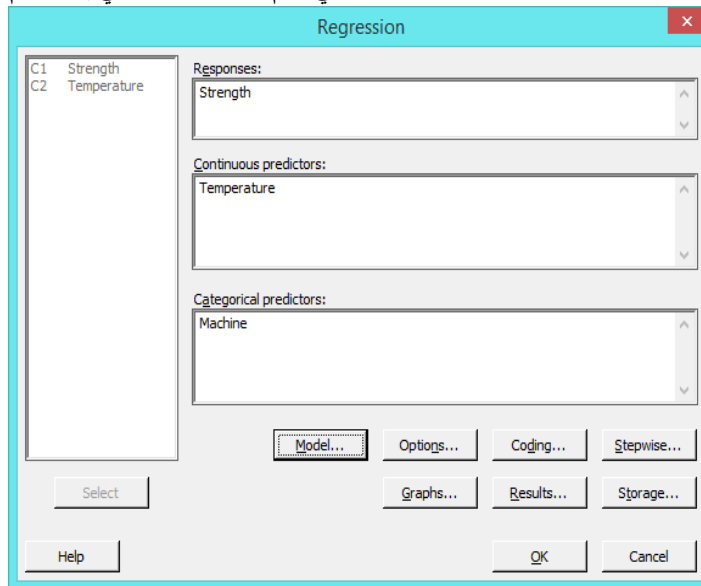 Regression
C1 Strength
C2 Temperature
Responses:
Strength
Continuous predictors:
Temperature
Categorical predictors:
Machine
Model...
Options...
Coding...
Stepwise...
Select
Graphs...
Results...
Storage...
Help
OK
Cancel